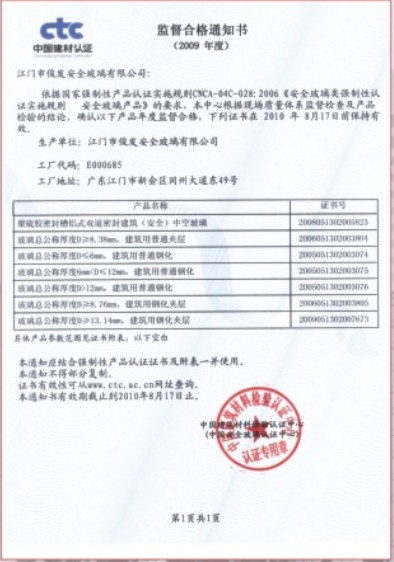 ctc
中国建材认证
监督合格通知书
(2009 年度)
江门市俊发安全玻璃有限公司:
依据国家强制性产品认证实施规则CNCA-04C-028:2006《安全玻璃类强制性认
证实施规则 安全玻璃产品》的要求,本中心根据现场质量体系监督检查及产品
检验的结论,确认以下产品年度监督合格,下列证书在 2010 年 8月17日前保持有
效。
生产单位:江门市俊发安全玻璃有限公司
工厂代码:E000685
工厂地址:广东江门市新会区冈州大道东49号
产品名称 证书号
聚硫胶密封槽铝式双道密封建筑(安全)中空玻璃 2008051302005823
玻璃总公称厚度D≥8.38mm,建筑用普通夹层 2006051302003804
玻璃总公称厚度D≤6mm,建筑用普通钢化 2005051302003074
玻璃总公称厚度6mm<D≤12mm,建筑用普通钢化 2005051302003075
玻璃总公称厚度D>12mm,建筑用普通钢化 2005051302003076
玻璃总公称厚度D≥8.76mm,建筑用钢化夹层 2006051302003805
玻璃总公称厚度D≥13.14mm,建筑用钢化夹层 2009051302007673
具体产品参数范围见证书附表,以下空白
本通知应结合强制性产品认证证书及附表一并使用。
本通知不得部分复制。
证书有效性可从www.ctc.ac.cn网址查询。
本通知书有效期截止到2010年8月17日止。
中国建筑材料检验认证中心
(中国安全玻璃认证中心)
认证专用章
第1页共1页